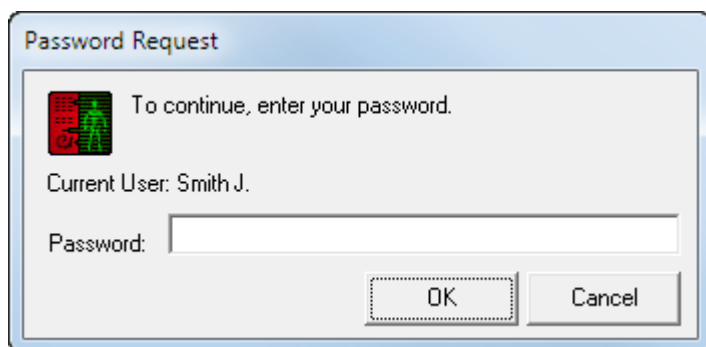 Password Request
To continue, enter your password.
Current User: Smith J.
Password:
OK Cancel